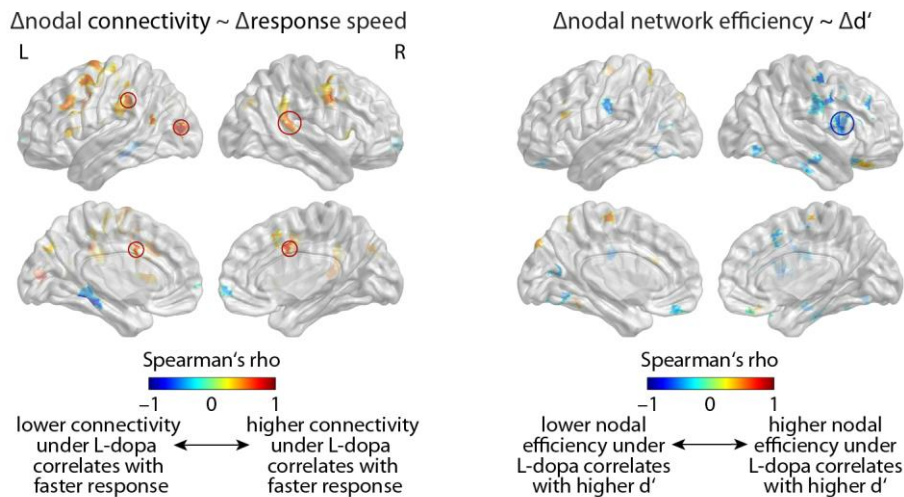 Δnodal connectivity ~ Δresponse speed
L
R
Spearman‘s rho
−1 0 1
lower connectivity
under L-dopa
correlates with
faster response
higher connectivity
under L-dopa
correlates with
faster response
Δnodal network efficiency ~ Δd‘
Spearman‘s rho
−1 0 1
lower nodal
efficiency under
L-dopa correlates
with higher d‘
higher nodal
efficiency under
L-dopa correlates
with higher d‘